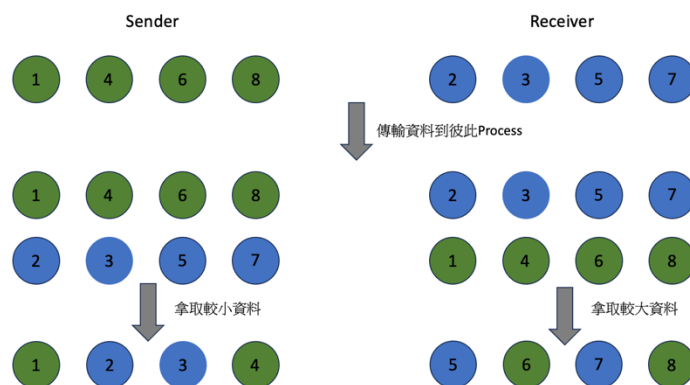 Sender Receiver
1 4 6 8 2 3 5 7
傳輸資料到彼此Process
1 4 6 8 2 3 5 7
2 3 5 7 1 4 6 8
拿取較小資料 拿取較大資料
1 2 3 4 5 6 7 8